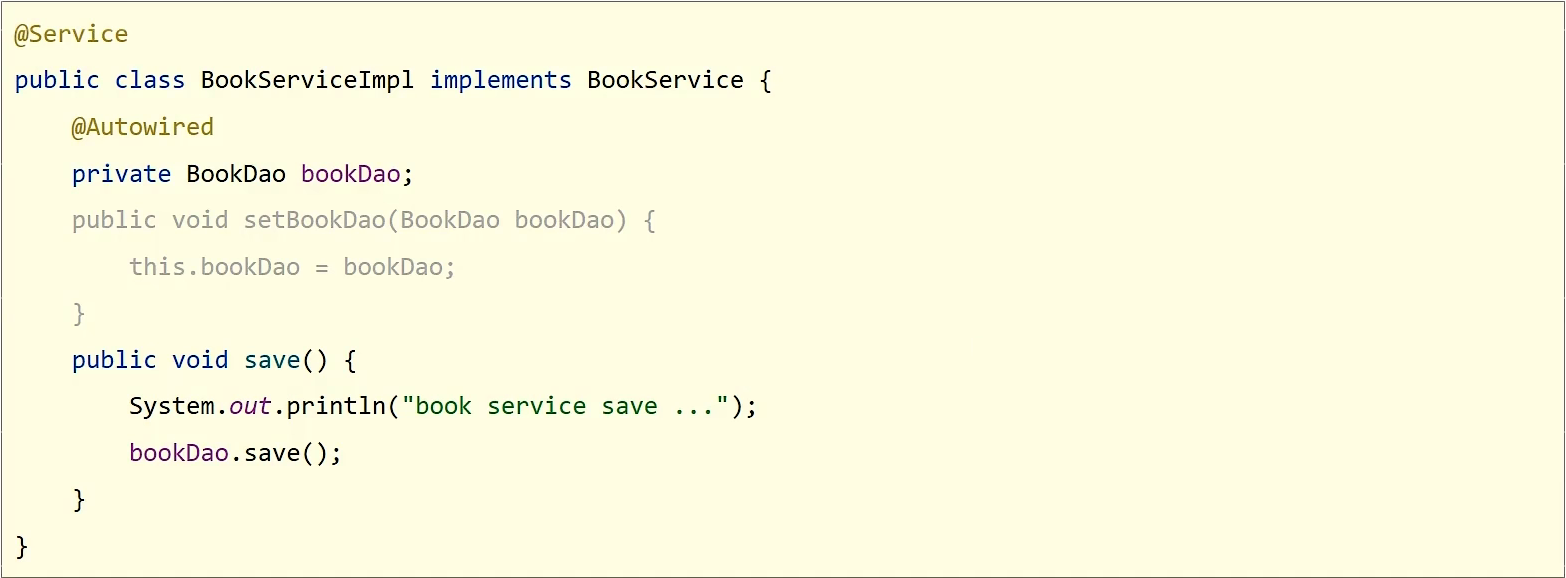 @Service
public class BookServiceImpl implements BookService {
    @Autowired
    private BookDao bookDao;
    public void setBookDao(BookDao bookDao) {
        this.bookDao = bookDao;
    }
    public void save() {
        System.out.println("book service save ...");
        bookDao.save();
    }
}